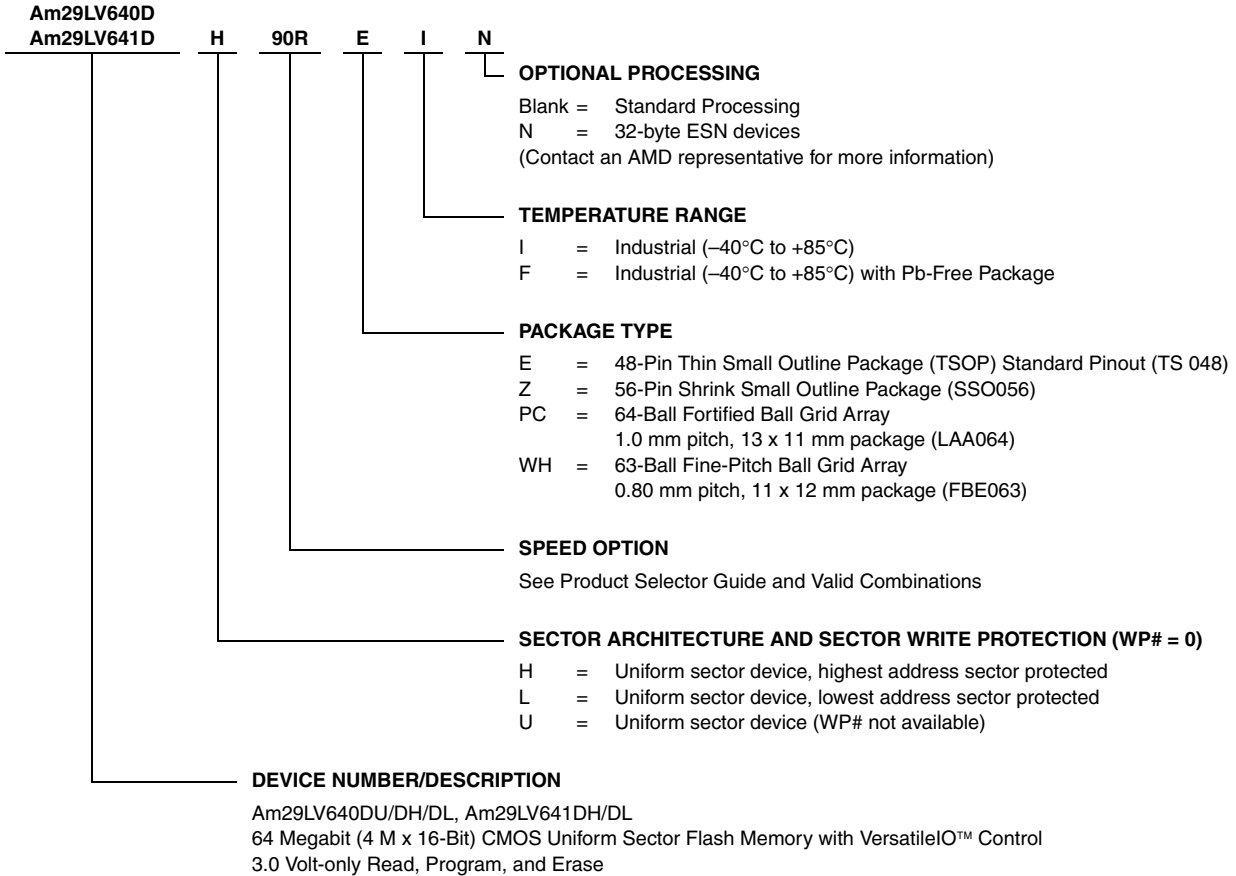 Am29LV640D
Am29LV641D H 90R E I N
OPTIONAL PROCESSING
Blank = Standard Processing
N = 32-byte ESN devices
(Contact an AMD representative for more information)
TEMPERATURE RANGE
I = Industrial (–40°C to +85°C)
F = Industrial (–40°C to +85°C) with Pb-Free Package
PACKAGE TYPE
E = 48-Pin Thin Small Outline Package (TSOP) Standard Pinout (TS 048)
Z = 56-Pin Shrink Small Outline Package (SSO056)
PC = 64-Ball Fortified Ball Grid Array
1.0 mm pitch, 13 x 11 mm package (LAA064)
WH = 63-Ball Fine-Pitch Ball Grid Array
0.80 mm pitch, 11 x 12 mm package (FBE063)
SPEED OPTION
See Product Selector Guide and Valid Combinations
SECTOR ARCHITECTURE AND SECTOR WRITE PROTECTION (WP# = 0)
H = Uniform sector device, highest address sector protected
L = Uniform sector device, lowest address sector protected
U = Uniform sector device (WP# not available)
DEVICE NUMBER/DESCRIPTION
Am29LV640DU/DH/DL, Am29LV641DH/DL
64 Megabit (4 M x 16-Bit) CMOS Uniform Sector Flash Memory with VersatileIO™ Control
3.0 Volt-only Read, Program, and Erase